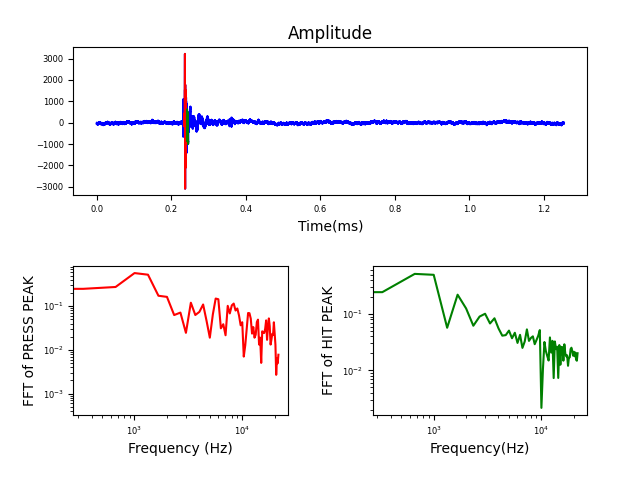 Amplitude
3000
2000
1000
0
−1000
−2000
−3000
0.0 0.2 0.4 0.6 0.8 1.0 1.2
Time(ms)
FFT of PRESS PEAK
10⁻¹
10⁻²
10⁻³
10³ 10⁴
Frequency (Hz)
FFT of HIT PEAK
10⁻¹
10⁻²
10³ 10⁴
Frequency(Hz)